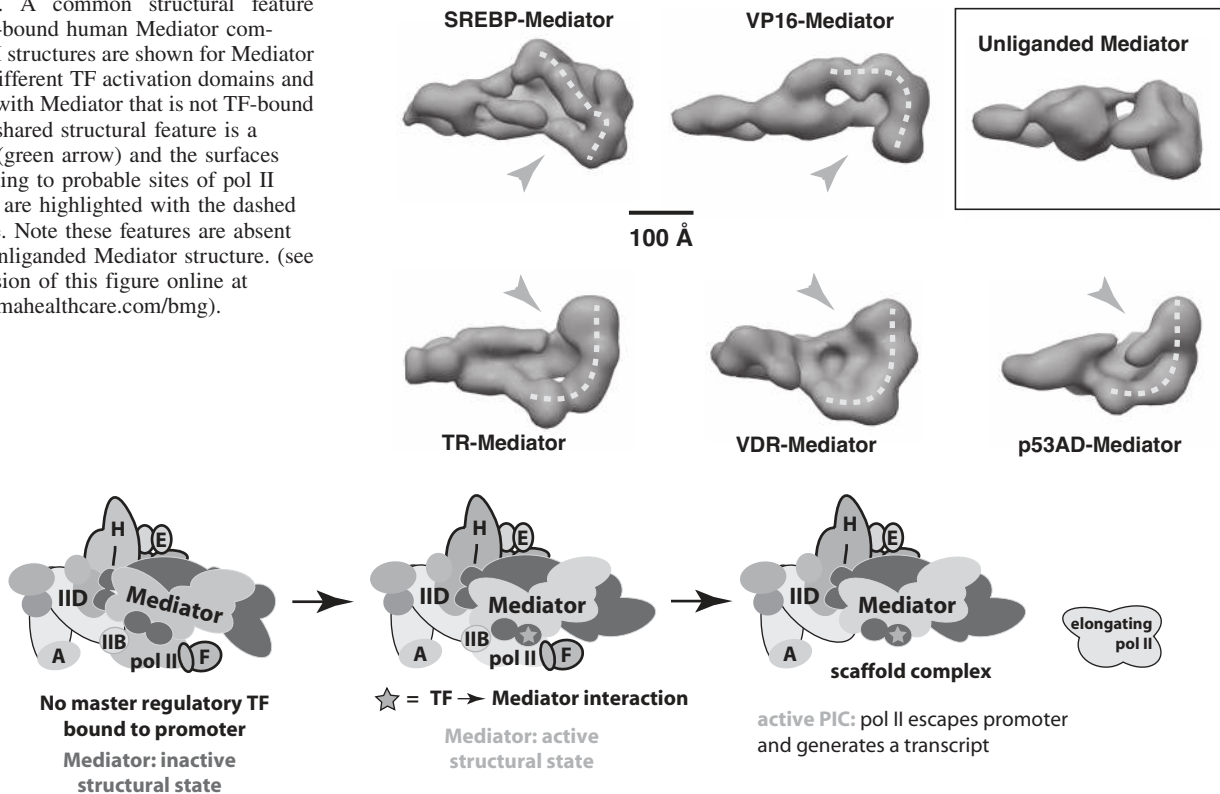 . A common structural feature
-bound human Mediator com-
structures are shown for Mediator
ifferent TF activation domains and
with Mediator that is not TF-bound
shared structural feature is a
(green arrow) and the surfaces
ing to probable sites of pol II
are highlighted with the dashed
. Note these features are absent
nliganded Mediator structure. (see
sion of this figure online at
mahealthcare.com/bmg).
SREBP-Mediator
VP16-Mediator
Unliganded Mediator
100 Å
TR-Mediator
VDR-Mediator
p53AD-Mediator
H
E
IID
Mediator
IIB
A
pol II
F
No master regulatory TF
bound to promoter
Mediator: inactive
structural state
H
E
IID
Mediator
IIB
A
pol II
F
= TF → Mediator interaction
Mediator: active
structural state
H
E
IID
Mediator
A
scaffold complex
active PIC: pol II escapes promoter
and generates a transcript
elongating
pol II